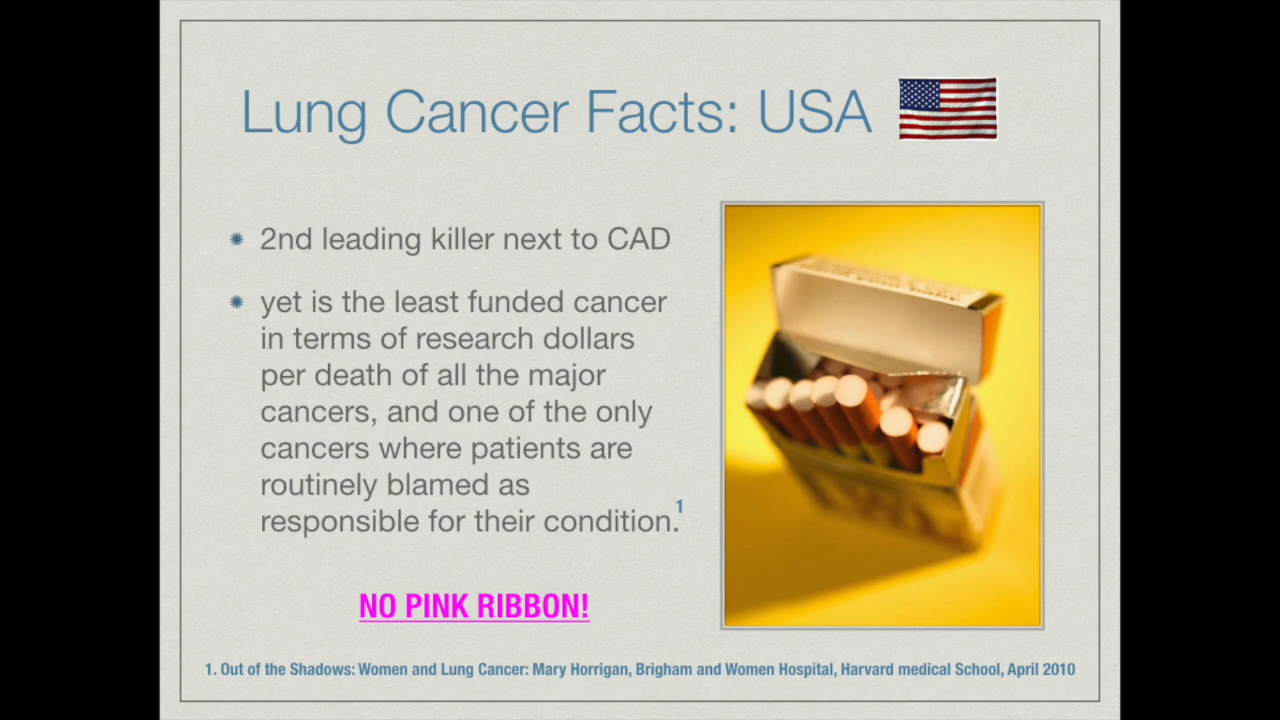 Lung Cancer Facts: USA
2nd leading killer next to CAD
yet is the least funded cancer
in terms of research dollars
per death of all the major
cancers, and one of the only
cancers where patients are
routinely blamed as
responsible for their condition.1
NO PINK RIBBON!
1. Out of the Shadows: Women and Lung Cancer: Mary Horrigan, Brigham and Women Hospital, Harvard medical School, April 2010